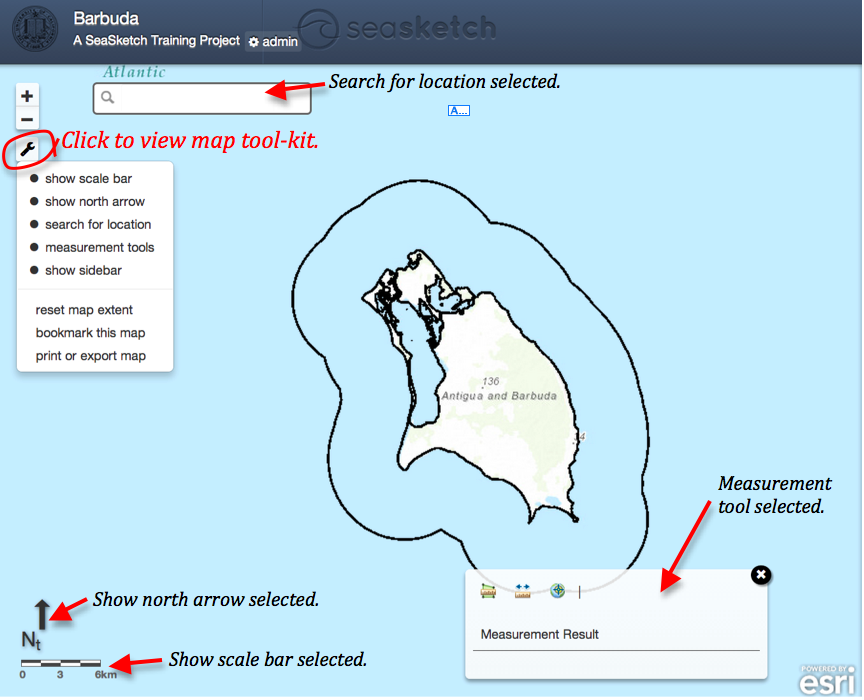 Barbuda
A SeaSketch Training Project admin
seasketch
Atlantic
Search for location selected.
A...
Click to view map tool-kit.
show scale bar
show north arrow
search for location
measurement tools
show sidebar
reset map extent
bookmark this map
print or export map
136
Antigua and Barbuda
Measurement
tool selected.
Show north arrow selected.
Nt
Measurement Result
Show scale bar selected.
0 3 6km
POWERED BY
esri